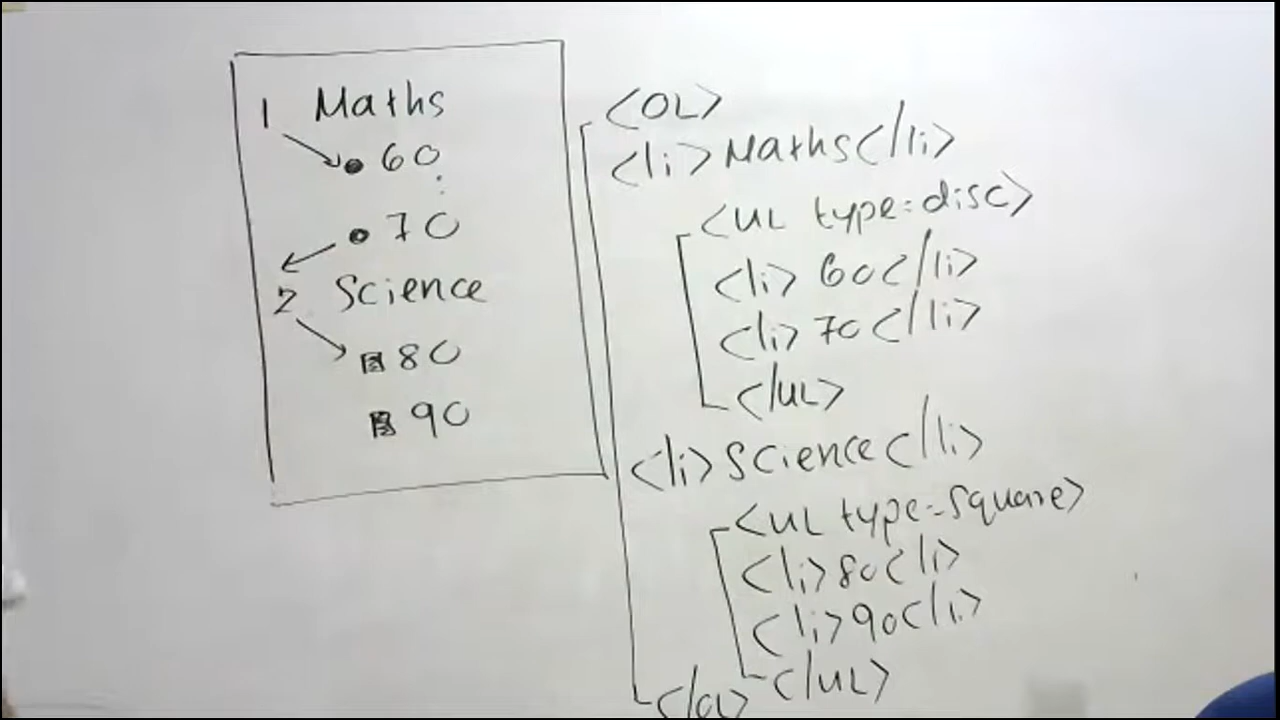 1 Maths
• 60
• 70
2 Science
▪ 80
▪ 90
<OL>
<li>Maths</li>
<UL type=disc>
<li>60</li>
<li>70</li>
</UL>
<li>Science</li>
<UL type=square>
<li>80<li>
<li>90<li>
</UL>
</OL>